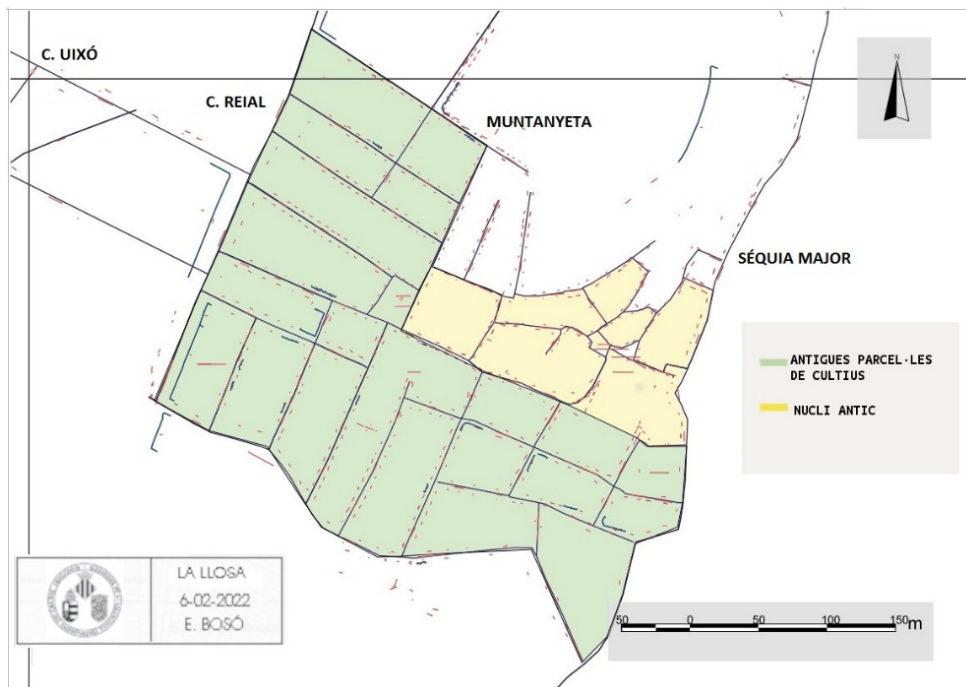 C. UIXÓ
C. REIAL
MUNTANYETA
N
SÉQUIA MAJOR
ANTIGUES PARCEL·LES
DE CULTIUS
NUCLI ANTIC
LA LLOSA
6-02-2022
E. BOSÓ
50 0 50 100 150 m